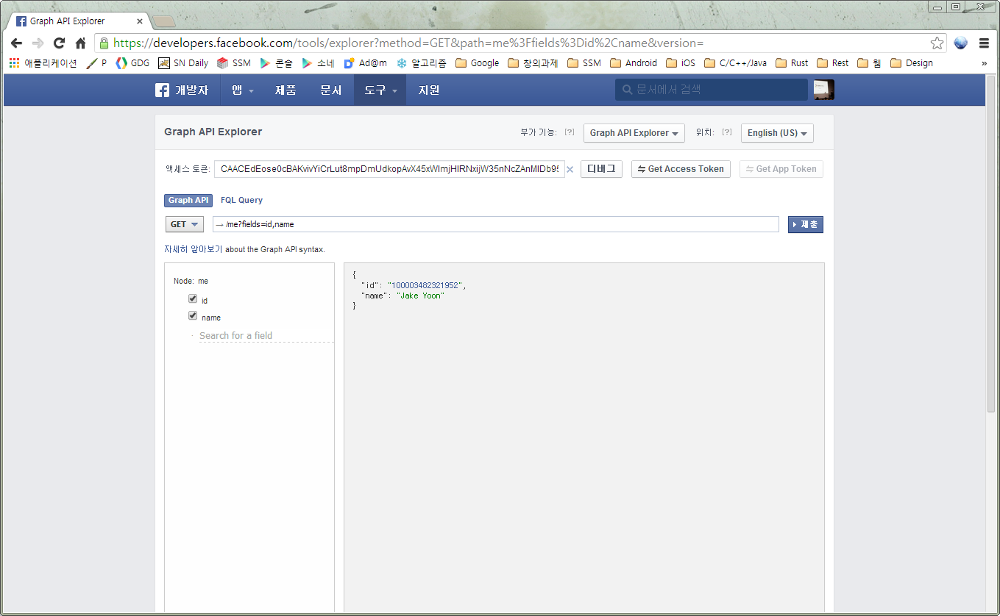 Graph API Explorer
https://developers.facebook.com/tools/explorer?method=GET&path=me%3Ffields%3Did%2Cname&version=
애플리케이션 P GDG SN Daily SSM 콘솔 소네 Ad@m 알고리즘 Google 창의과제 SSM Android iOS C/C++/Java Rust Rest 웹 Design »
개발자 앱 제품 문서 도구 지원 문서에서 검색
Graph API Explorer 부가 기능: [?] Graph API Explorer 위치: [?] English (US)
액세스 토큰: 디버그 Get Access Token Get App Token
Graph API FQL Query
GET → /me?fields=id,name 제출
자세히 알아보기 about the Graph API syntax.
Node: me
id
name
Search for a field
{
"id": "100003482321952",
"name": "Jake Yoon"
}